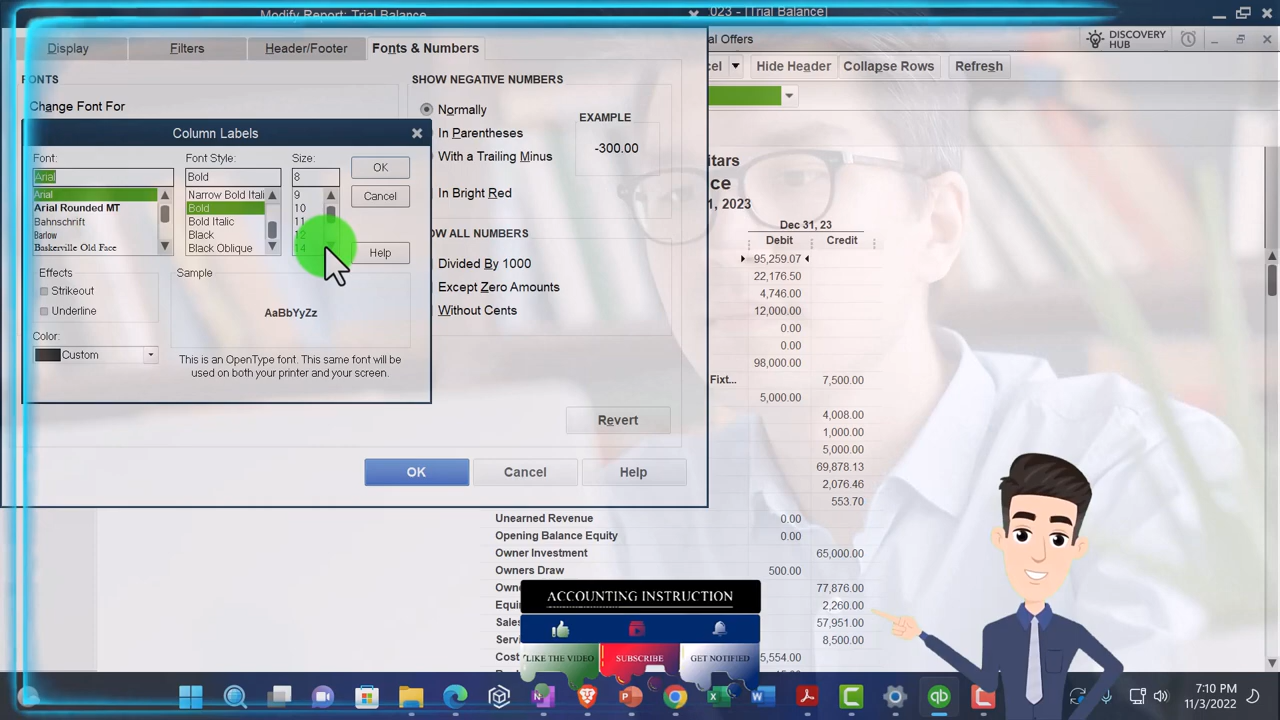 Modify Report: Trial Balance
023 - [Trial Balance]
Display
Filters
Header/Footer
Fonts & Numbers
al Offers
DISCOVERY
HUB
cel
Hide Header
Collapse Rows
Refresh
FONTS
Change Font For
SHOW NEGATIVE NUMBERS
Normally
In Parentheses
With a Trailing Minus
In Bright Red
EXAMPLE
-300.00
OW ALL NUMBERS
Divided By 1000
Except Zero Amounts
Without Cents
Revert
OK
Cancel
Help
Column Labels
Font:
Font Style:
Size:
Arial
Bold
8
OK
Arial
Arial Rounded MT
Bahnschrift
Barlow
Baskerville Old Face
Narrow Bold Itali
Bold
Bold Italic
Black
Black Oblique
9
10
11
12
14
Cancel
Help
Effects
Strikeout
Underline
Sample
AaBbYyZz
Color:
Custom
This is an OpenType font. This same font will be
used on both your printer and your screen.
itars
ce
1, 2023
Dec 31, 23
Debit
Credit
95,259.07
22,176.50
4,746.00
12,000.00
0.00
0.00
98,000.00
Fixt...
7,500.00
5,000.00
4,008.00
1,000.00
5,000.00
69,878.13
2,076.46
553.70
Unearned Revenue
0.00
Opening Balance Equity
0.00
Owner Investment
65,000.00
Owners Draw
500.00
Owne
77,876.00
Equi
2,260.00
Sales
57,951.00
Servi
8,500.00
Cost
5,554.00
ACCOUNTING INSTRUCTION
LIKE THE VIDEO
SUBSCRIBE
GET NOTIFIED
7:10 PM
11/3/2022